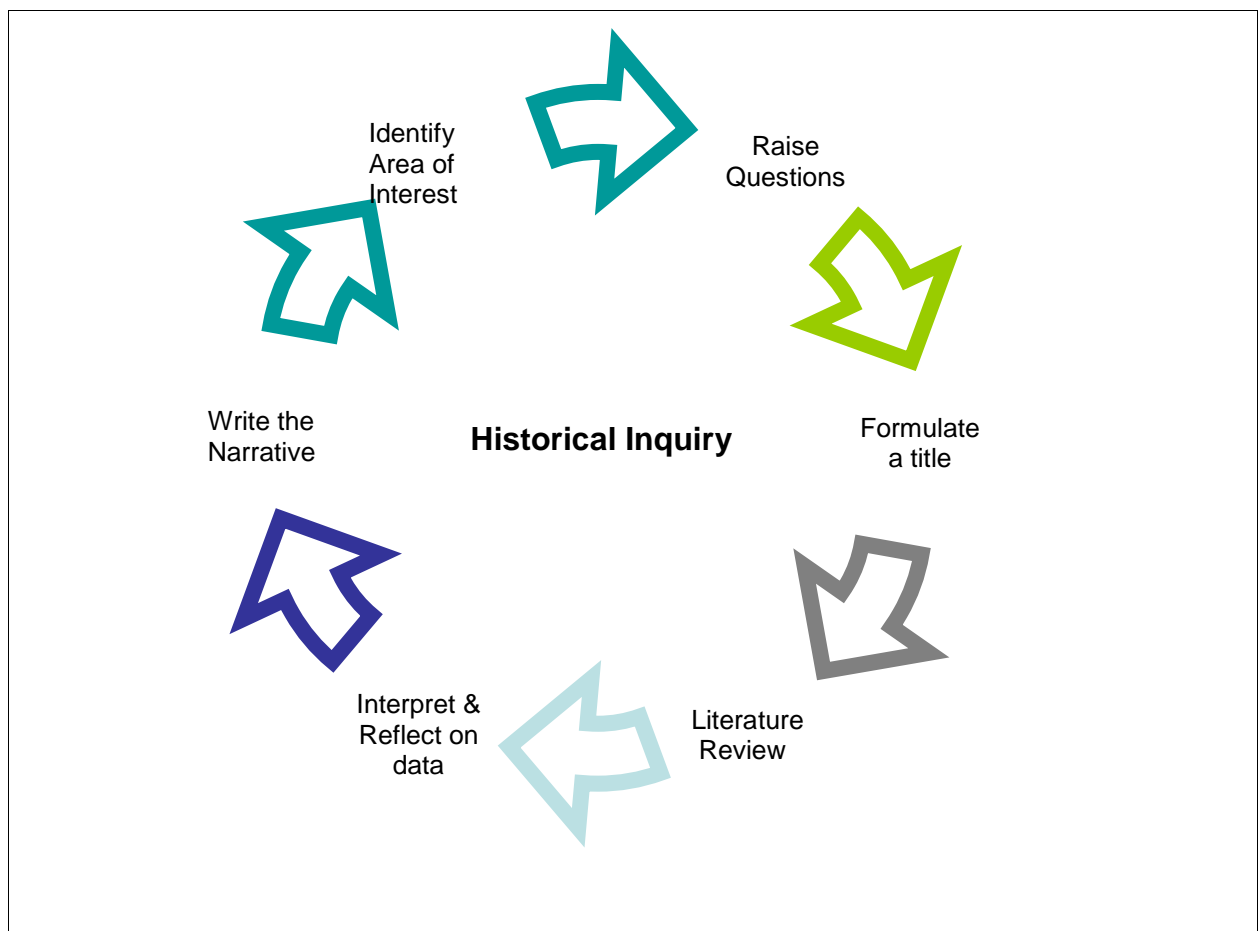 Identify
Area of
Interest
Raise
Questions
Formulate
a title
Literature
Review
Interpret &
Reflect on
data
Write the
Narrative
Historical Inquiry